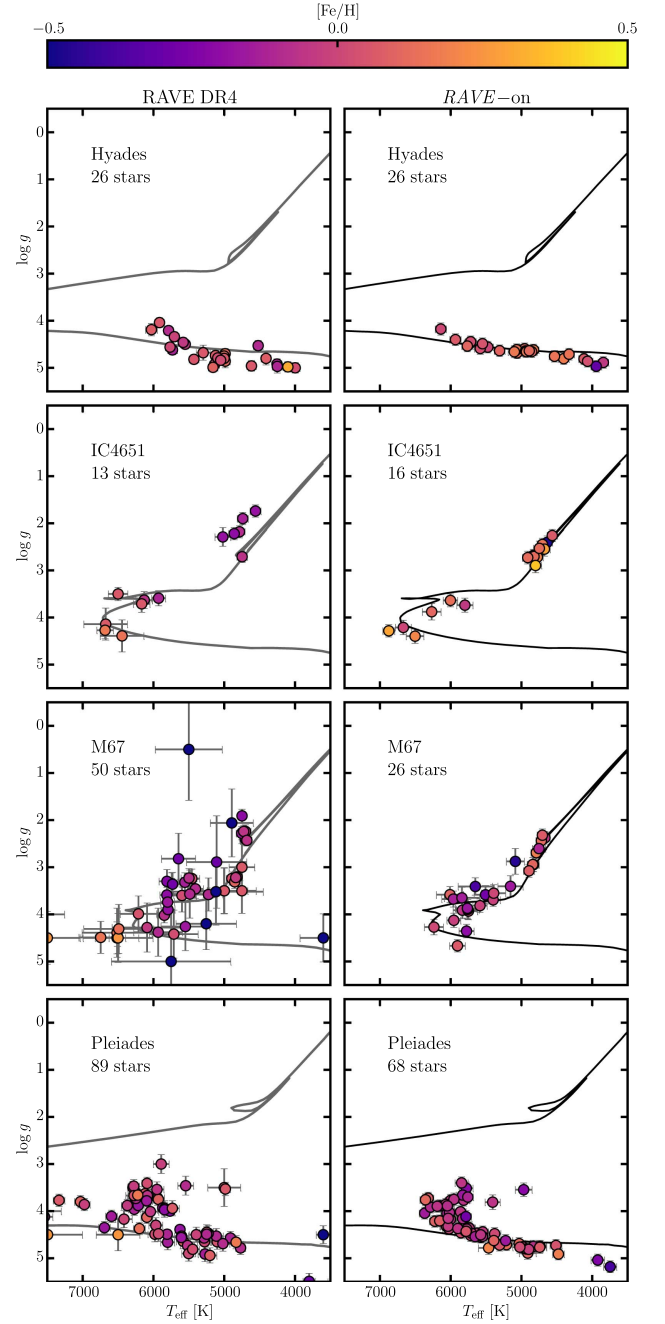 [Fe/H]
−0.5 0.0 0.5
RAVE DR4 RAVE−on
0 1 2 3 4 5
log g
Hyades
26 stars
Hyades
26 stars
0 1 2 3 4 5
log g
IC4651
13 stars
IC4651
16 stars
0 1 2 3 4 5
log g
M67
50 stars
M67
26 stars
0 1 2 3 4 5
log g
Pleiades
89 stars
Pleiades
68 stars
7000 6000 5000 4000 7000 6000 5000 4000
Teff [K] Teff [K]